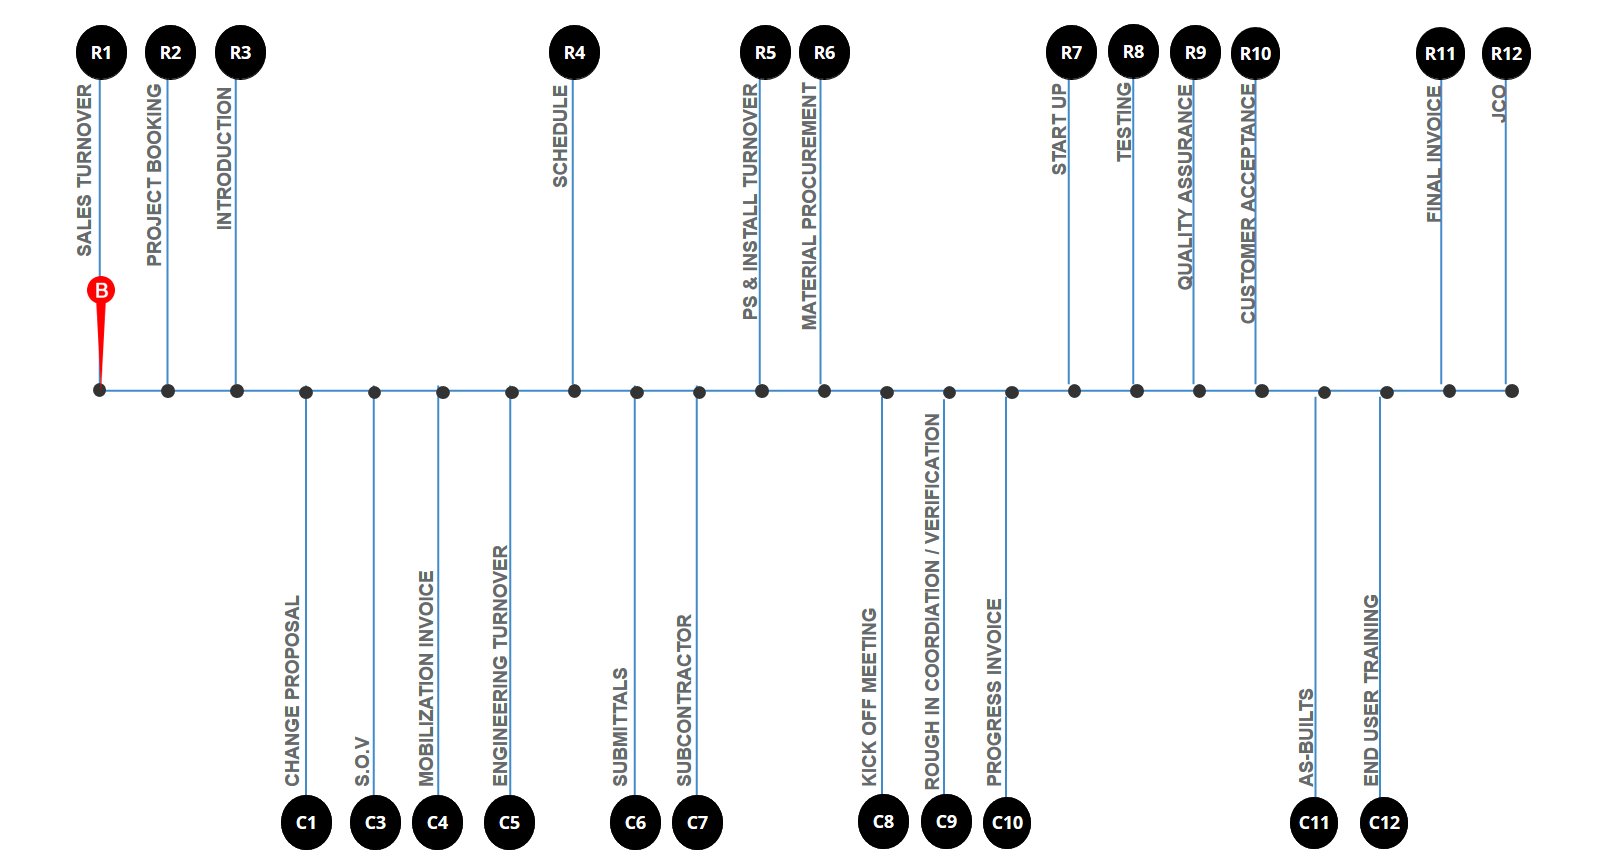 R1
R2
R3
R4
R5
R6
R7
R8
R9
R10
R11
R12
SALES TURNOVER
PROJECT BOOKING
INTRODUCTION
SCHEDULE
PS & INSTALL TURNOVER
MATERIAL PROCUREMENT
START UP
TESTING
QUALITY ASSURANCE
CUSTOMER ACCEPTANCE
FINAL INVOICE
JCO
B
CHANGE PROPOSAL
S.O.V
MOBILIZATION INVOICE
ENGINEERING TURNOVER
SUBMITTALS
SUBCONTRACTOR
KICK OFF MEETING
ROUGH IN COORDIATION / VERIFICATION
PROGRESS INVOICE
AS-BUILTS
END USER TRAINING
C1
C3
C4
C5
C6
C7
C8
C9
C10
C11
C12